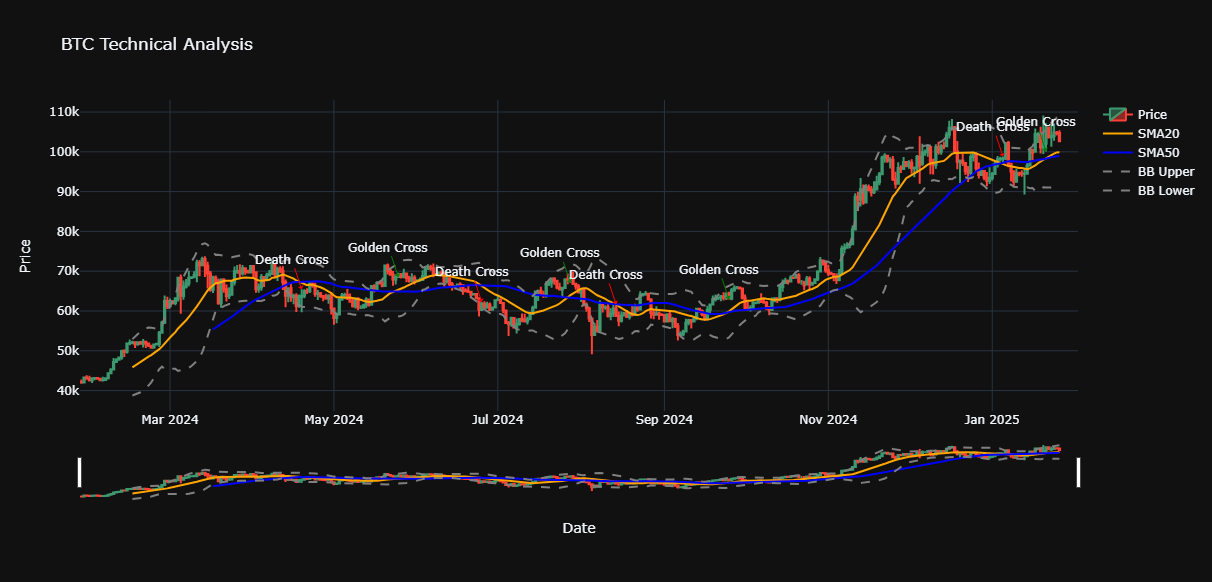 BTC Technical Analysis
110k
100k
90k
80k
70k
60k
50k
40k
Price
Death Cross
Golden Cross
Death Cross
Golden Cross
Death Cross
Golden Cross
Death Cross
Golden Cross
Mar 2024
May 2024
Jul 2024
Sep 2024
Nov 2024
Jan 2025
Date
Price
SMA20
SMA50
BB Upper
BB Lower